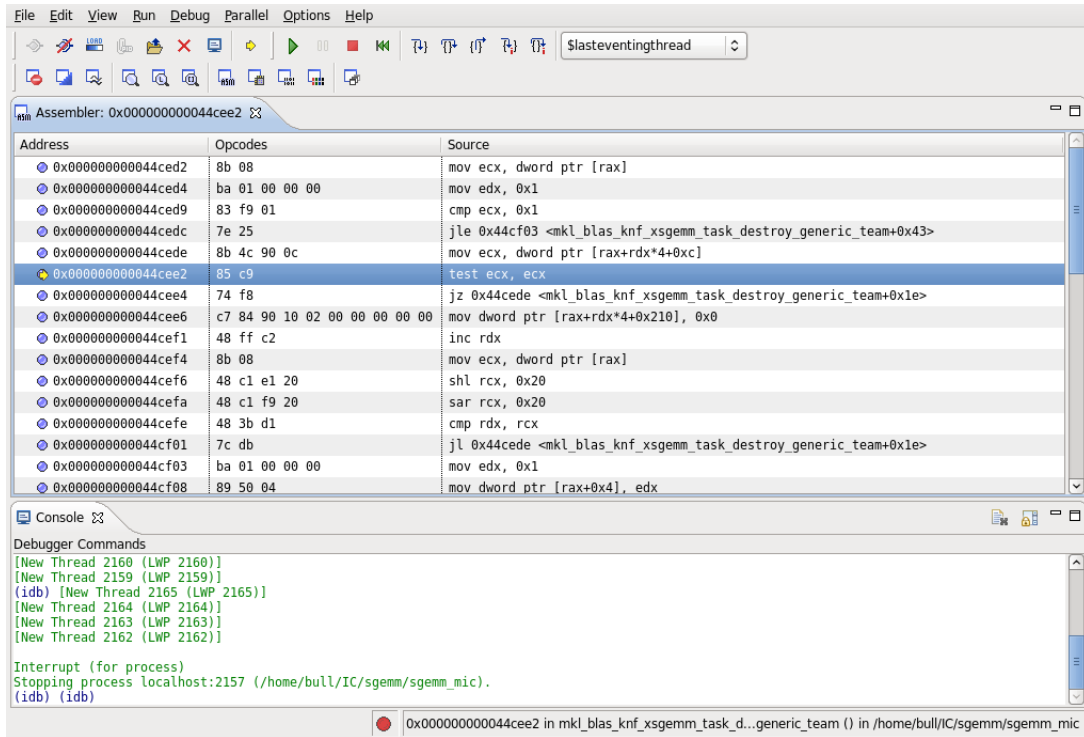 File Edit View Run Debug Parallel Options Help
LOAD $lasteventingthread
ASM
ASM Assembler: 0x000000000044cee2
Address Opcodes Source
0x000000000044ced2 8b 08 mov ecx, dword ptr [rax]
0x000000000044ced4 ba 01 00 00 00 mov edx, 0x1
0x000000000044ced9 83 f9 01 cmp ecx, 0x1
0x000000000044cedc 7e 25 jle 0x44cf03 <mkl_blas_knf_xsgemm_task_destroy_generic_team+0x43>
0x000000000044cede 8b 4c 90 0c mov ecx, dword ptr [rax+rdx*4+0xc]
0x000000000044cee2 85 c9 test ecx, ecx
0x000000000044cee4 74 f8 jz 0x44cede <mkl_blas_knf_xsgemm_task_destroy_generic_team+0x1e>
0x000000000044cee6 c7 84 90 10 02 00 00 00 00 00 00 mov dword ptr [rax+rdx*4+0x210], 0x0
0x000000000044cef1 48 ff c2 inc rdx
0x000000000044cef4 8b 08 mov ecx, dword ptr [rax]
0x000000000044cef6 48 c1 e1 20 shl rcx, 0x20
0x000000000044cefa 48 c1 f9 20 sar rcx, 0x20
0x000000000044cefe 48 3b d1 cmp rdx, rcx
0x000000000044cf01 7c db jl 0x44cede <mkl_blas_knf_xsgemm_task_destroy_generic_team+0x1e>
0x000000000044cf03 ba 01 00 00 00 mov edx, 0x1
0x000000000044cf08 89 50 04 mov dword ptr [rax+0x4], edx
Console
Debugger Commands
[New Thread 2160 (LWP 2160)]
[New Thread 2159 (LWP 2159)]
(idb) [New Thread 2165 (LWP 2165)]
[New Thread 2164 (LWP 2164)]
[New Thread 2163 (LWP 2163)]
[New Thread 2162 (LWP 2162)]
Interrupt (for process)
Stopping process localhost:2157 (/home/bull/IC/sgemm/sgemm_mic).
(idb) (idb)
0x000000000044cee2 in mkl_blas_knf_xsgemm_task_d...generic_team () in /home/bull/IC/sgemm/sgemm_mic